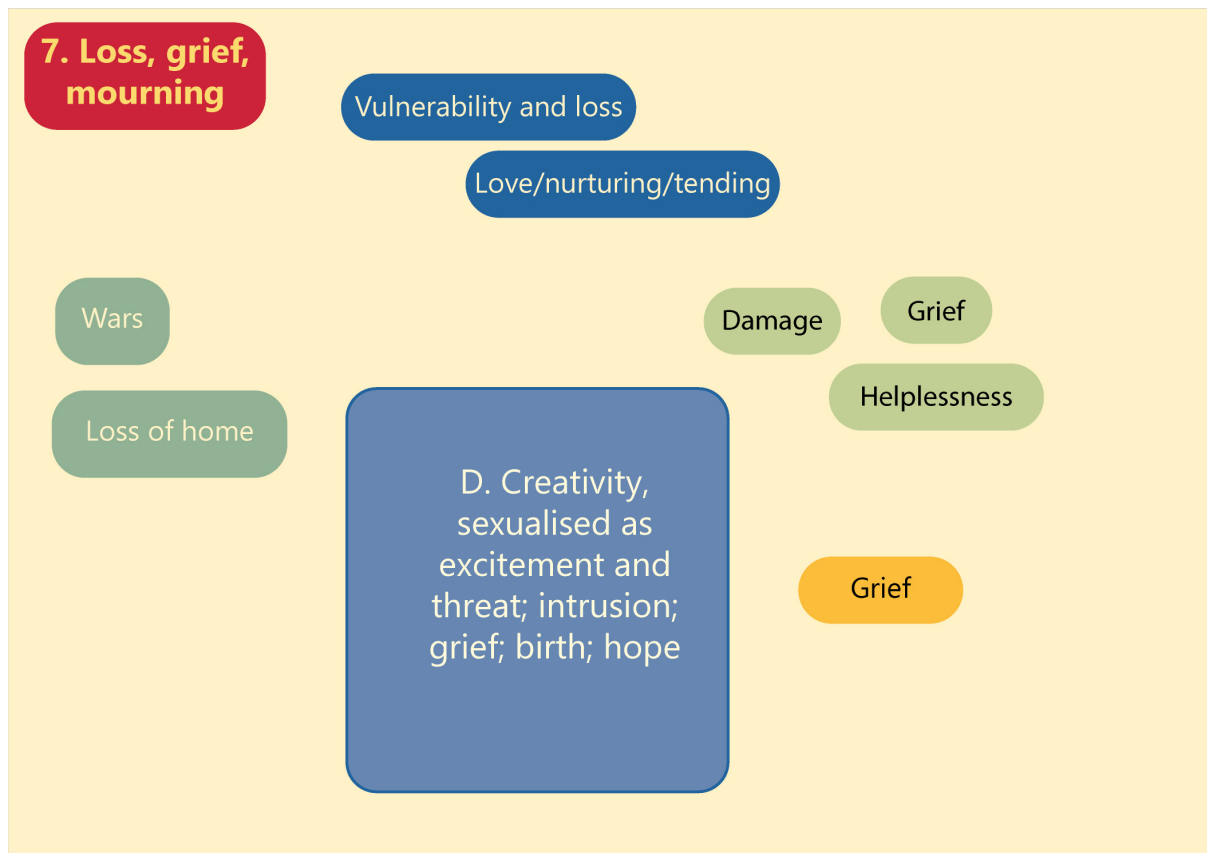 7. Loss, grief,
mourning
Vulnerability and loss
Love/nurturing/tending
Wars
Loss of home
Damage
Grief
Helplessness
D. Creativity,
sexualised as
excitement and
threat; intrusion;
grief; birth; hope
Grief